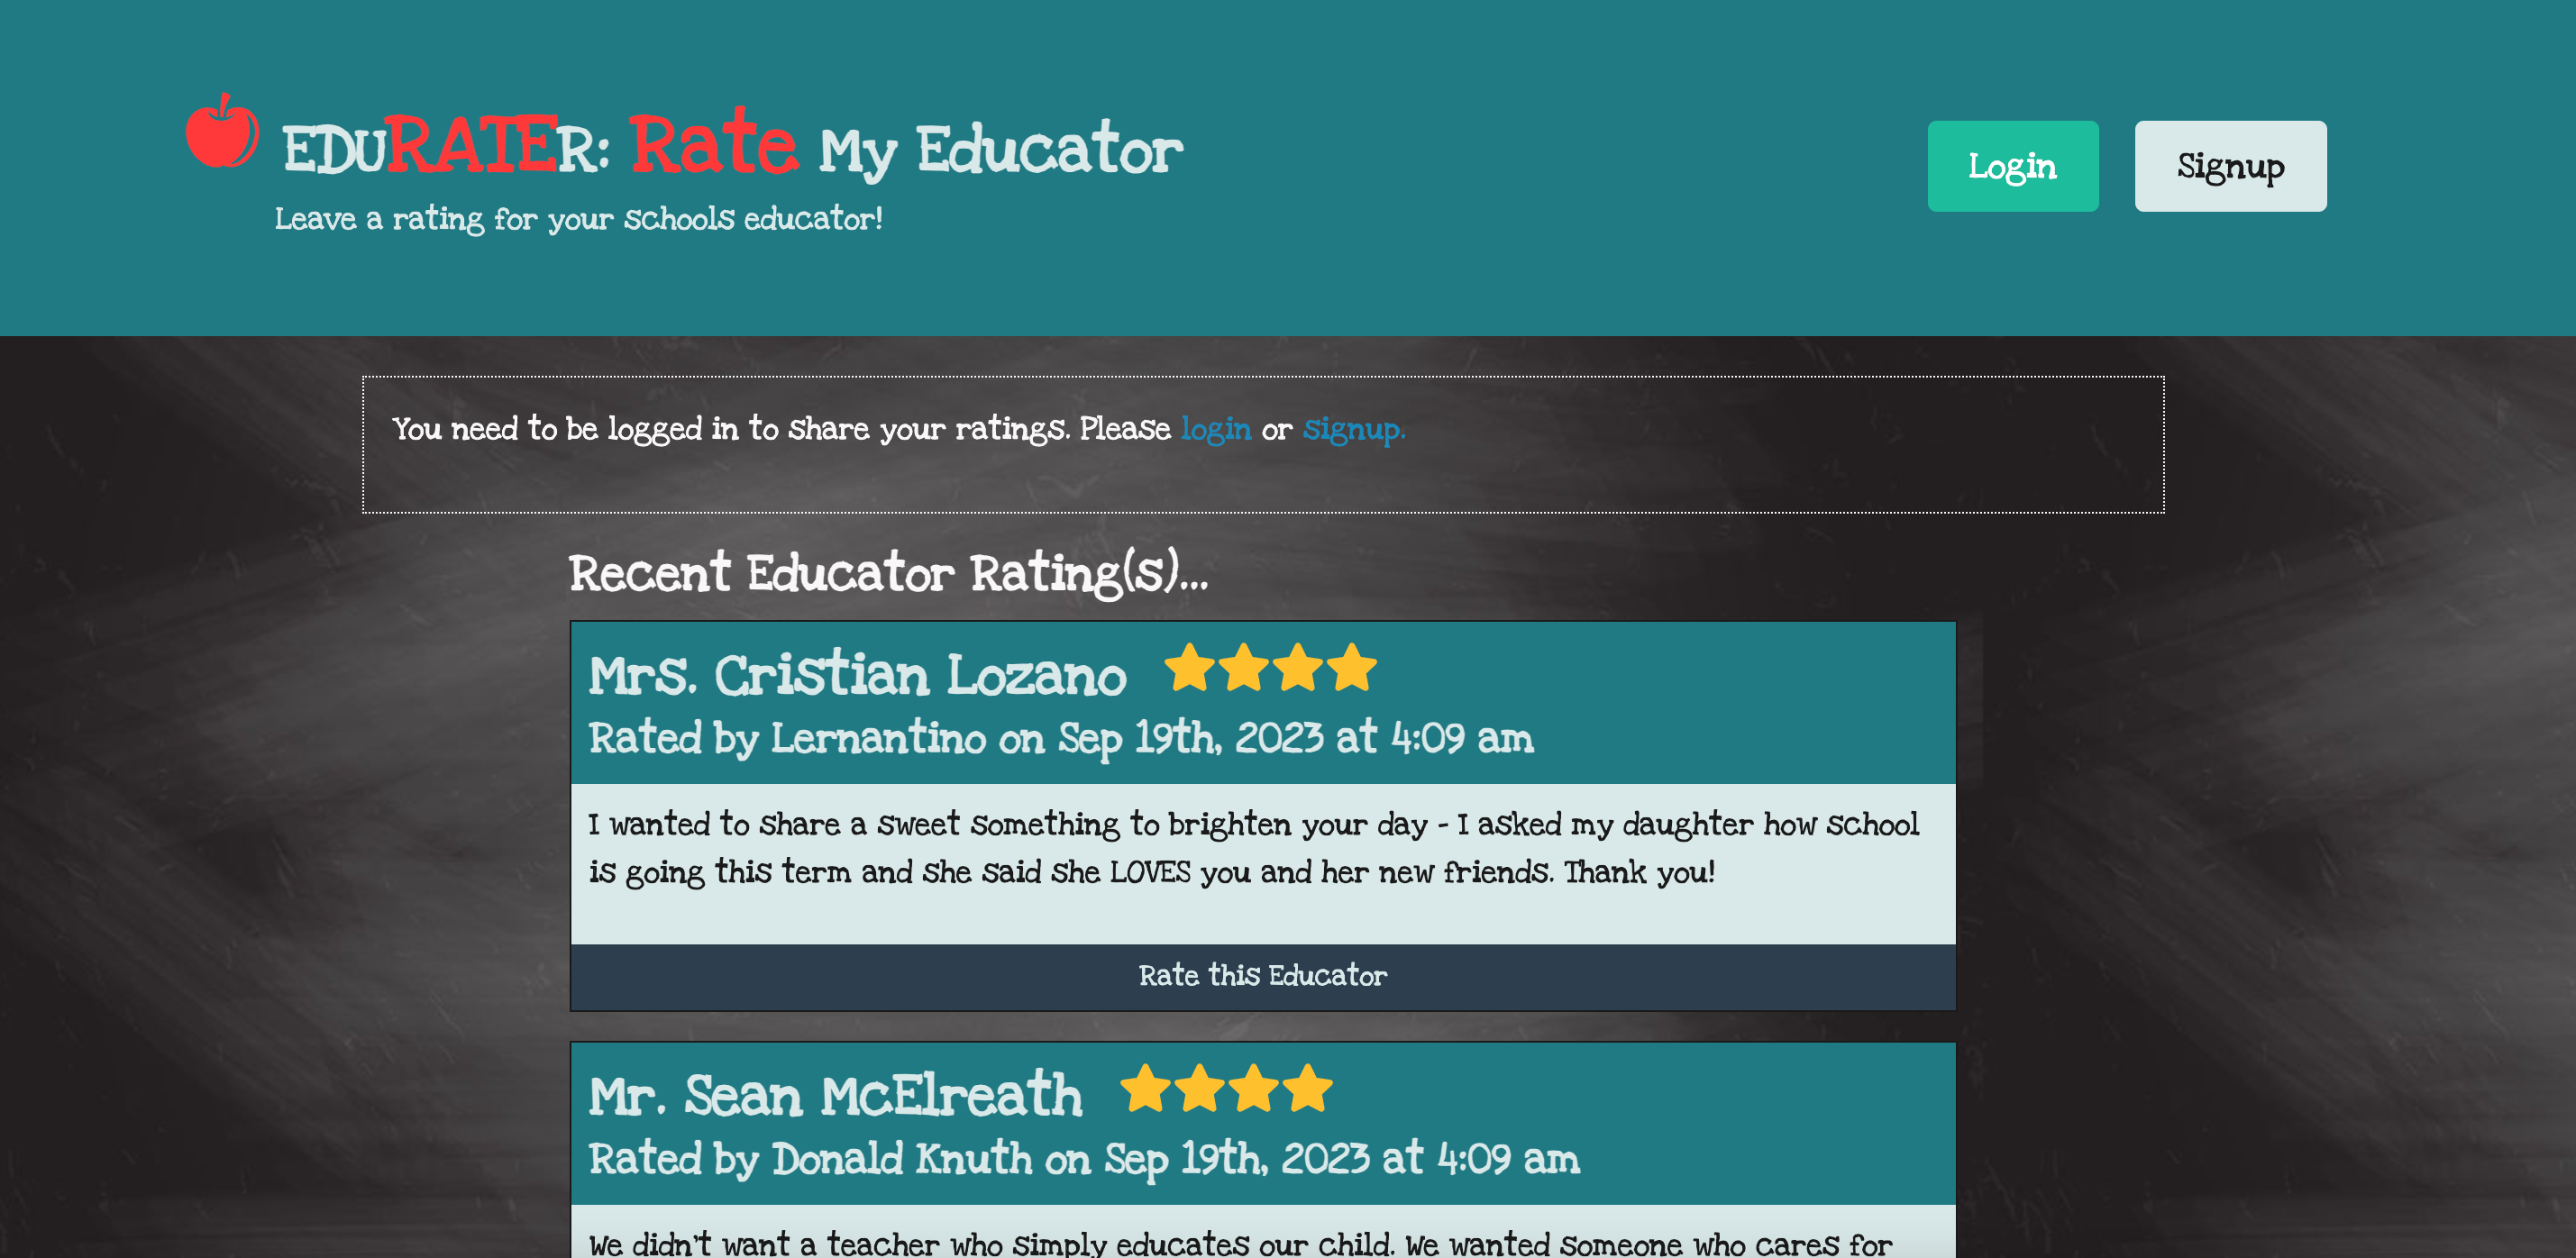 EDURATER: Rate My Educator
Leave a rating for your schools educator!
Login
Signup
You need to be logged in to share your ratings. Please login or signup.
Recent Educator Rating(s)...
Mrs. Cristian Lozano
Rated by Lernantino on Sep 19th, 2023 at 4:09 am
I wanted to share a sweet something to brighten your day - I asked my daughter how school
is going this term and she said she LOVES you and her new friends. Thank you!
Rate this Educator
Mr. Sean McElreath
Rated by Donald Knuth on Sep 19th, 2023 at 4:09 am
We didn't want a teacher who simply educates our child. We wanted someone who cares for